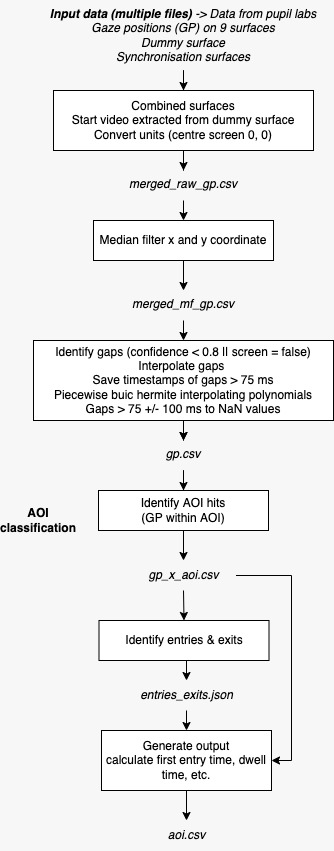 Input data (multiple files) -> Data from pupil labs
Gaze positions (GP) on 9 surfaces
Dummy surface
Synchronisation surfaces
Combined surfaces
Start video extracted from dummy surface
Convert units (centre screen 0, 0)
merged_raw_gp.csv
Median filter x and y coordinate
merged_mf_gp.csv
Identify gaps (confidence < 0.8 || screen = false)
Interpolate gaps
Save timestamps of gaps > 75 ms
Piecewise buic hermite interpolating polynomials
Gaps > 75 +/- 100 ms to NaN values
gp.csv
AOI
classification
Identify AOI hits
(GP within AOI)
gp_x_aoi.csv
Identify entries & exits
entries_exits.json
Generate output
calculate first entry time, dwell
time, etc.
aoi.csv